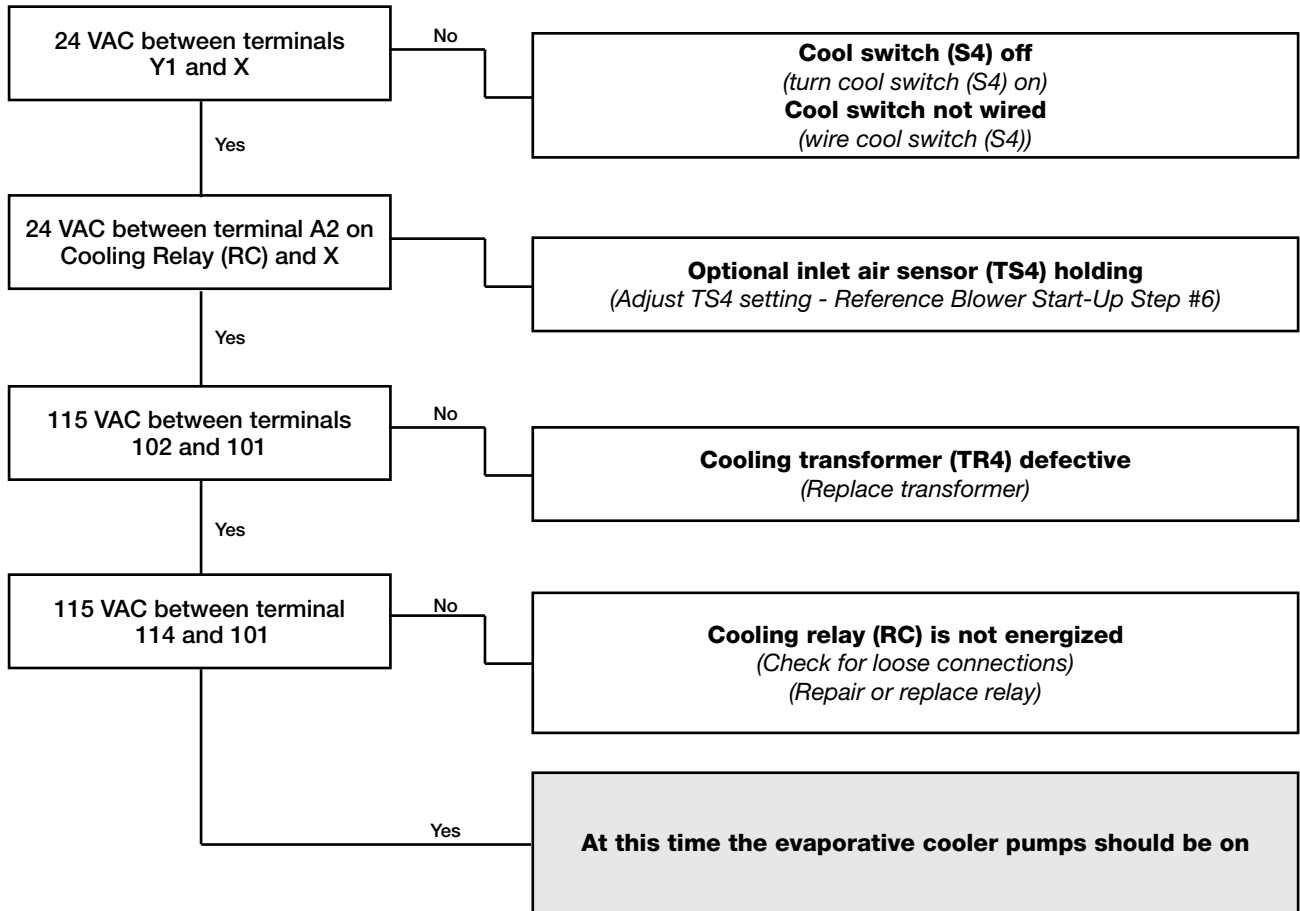 24 VAC between terminals
Y1 and X
No
Cool switch (S4) off
(turn cool switch (S4) on)
Cool switch not wired
(wire cool switch (S4))
Yes
24 VAC between terminal A2 on
Cooling Relay (RC) and X
Optional inlet air sensor (TS4) holding
(Adjust TS4 setting - Reference Blower Start-Up Step #6)
Yes
115 VAC between terminals
102 and 101
No
Cooling transformer (TR4) defective
(Replace transformer)
Yes
115 VAC between terminal
114 and 101
No
Cooling relay (RC) is not energized
(Check for loose connections)
(Repair or replace relay)
Yes
At this time the evaporative cooler pumps should be on